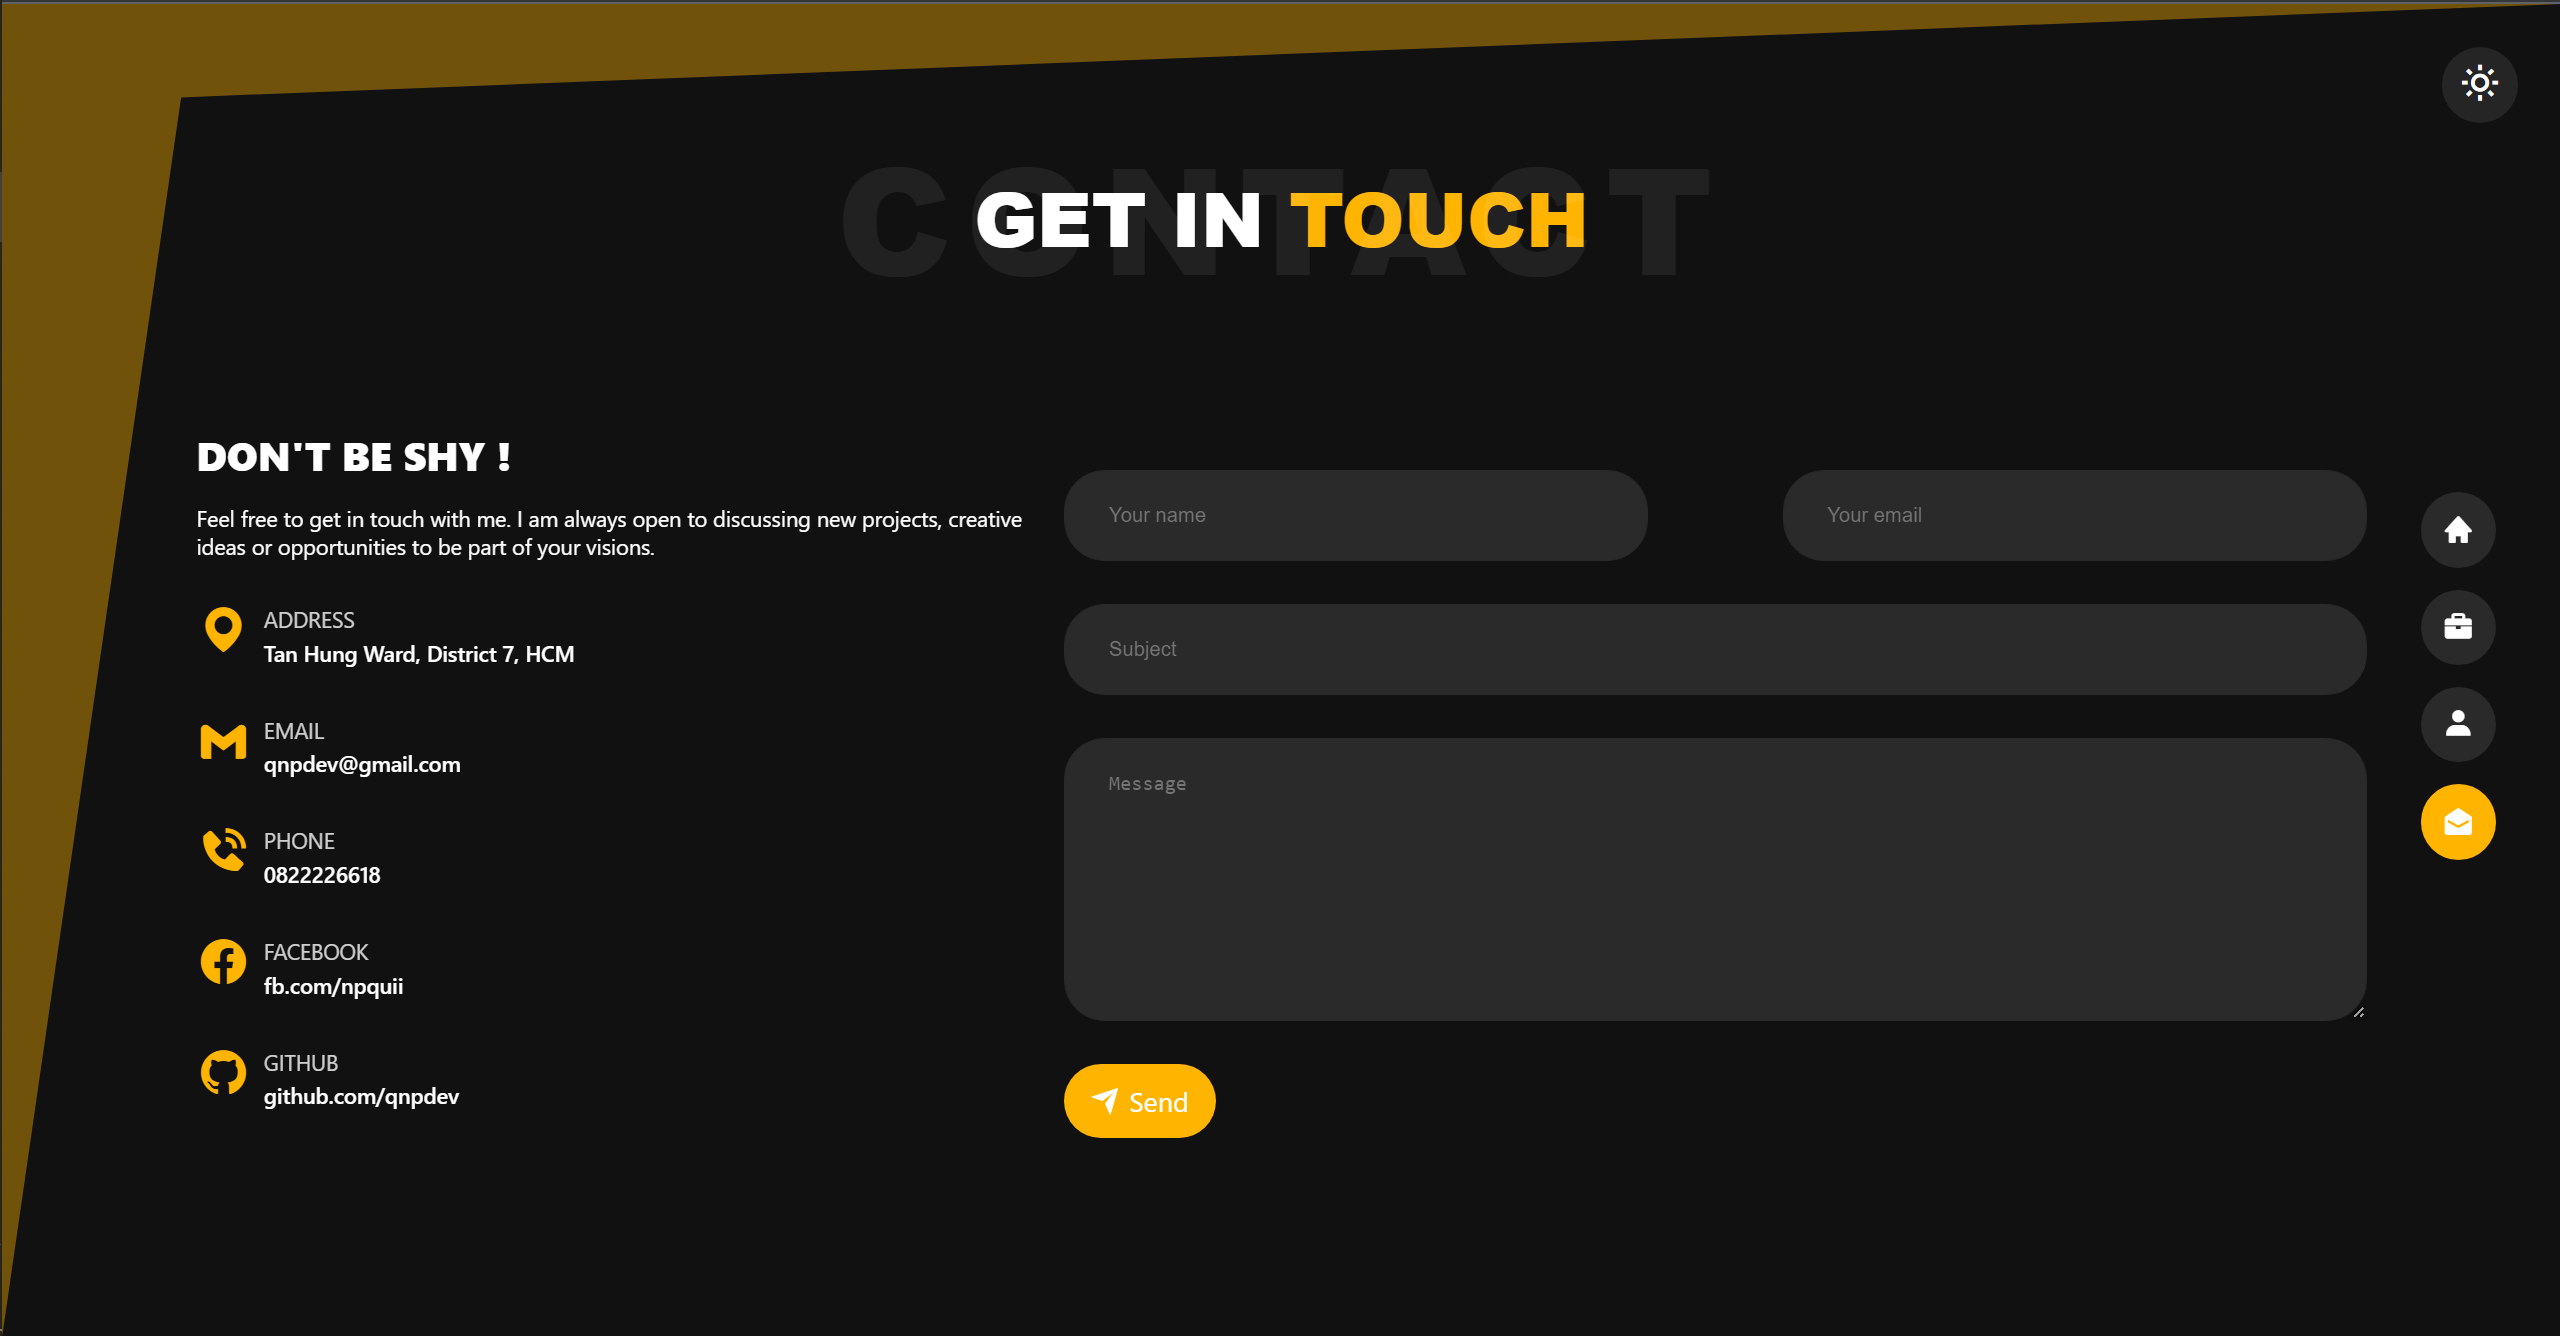 CONTACT
GET IN TOUCH
DON'T BE SHY !
Feel free to get in touch with me. I am always open to discussing new projects, creative
ideas or opportunities to be part of your visions.
ADDRESS
Tan Hung Ward, District 7, HCM
EMAIL
qnpdev@gmail.com
PHONE
0822226618
FACEBOOK
fb.com/npquii
GITHUB
github.com/qnpdev
Your name
Your email
Subject
Message
Send